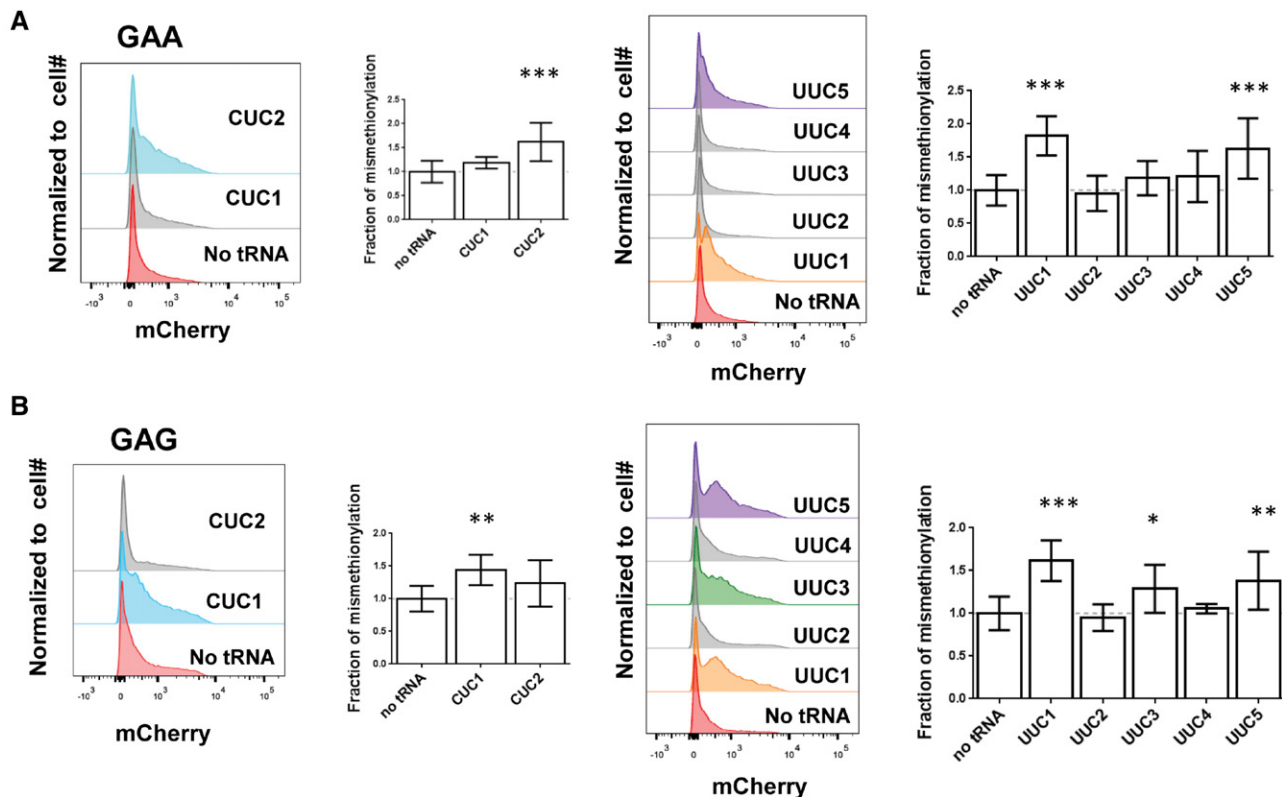 A
GAA
Normalized to cell#
CUC2
CUC1
No tRNA
-10³ 0 10³ 10⁴ 10⁵
mCherry
Fraction of mismethionylation
2.5
2.0
1.5
1.0
0.5
0.0
***
no tRNA CUC1 CUC2
Normalized to cell#
UUC5
UUC4
UUC3
UUC2
UUC1
No tRNA
-10³ 0 10³ 10⁴ 10⁵
mCherry
Fraction of mismethionylation
2.5
2.0
1.5
1.0
0.5
0.0
*** ***
no tRNA UUC1 UUC2 UUC3 UUC4 UUC5
B
GAG
Normalized to cell#
CUC2
CUC1
No tRNA
-10³ 0 10³ 10⁴ 10⁵
mCherry
Fraction of mismethionylation
2.5
2.0
1.5
1.0
0.5
0.0
**
no tRNA CUC1 CUC2
Normalized to cell#
UUC5
UUC4
UUC3
UUC2
UUC1
No tRNA
-10³ 0 10³ 10⁴ 10⁵
mCherry
Fraction of mismethionylation
2.0
1.5
1.0
0.5
0.0
*** * **
no tRNA UUC1 UUC2 UUC3 UUC4 UUC5